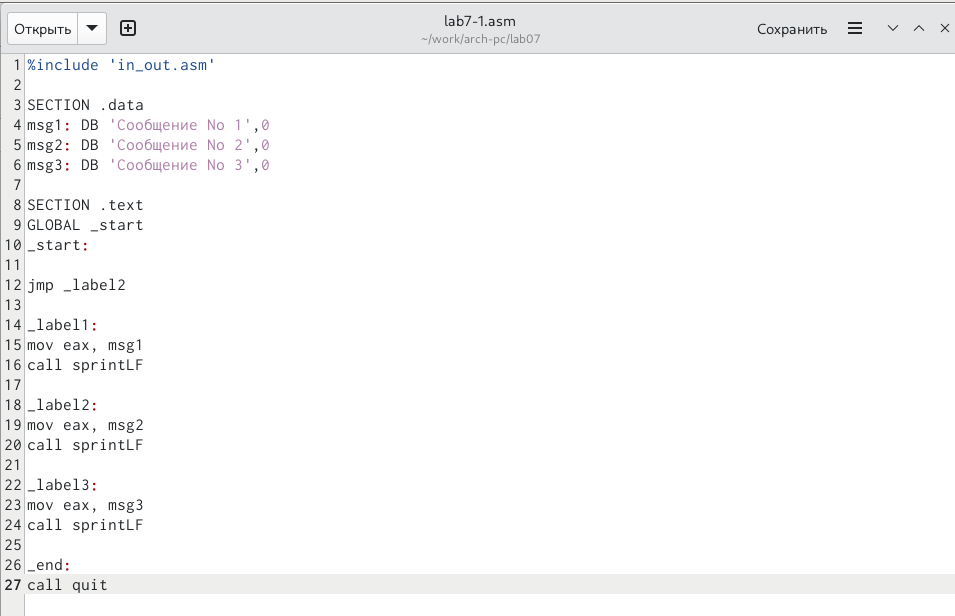 Открыть
lab7-1.asm
~/work/arch-pc/lab07
Сохранить
1 %include 'in_out.asm'
2
3 SECTION .data
4 msg1: DB 'Сообщение No 1',0
5 msg2: DB 'Сообщение No 2',0
6 msg3: DB 'Сообщение No 3',0
7
8 SECTION .text
9 GLOBAL _start
10 _start:
11
12 jmp _label2
13
14 _label1:
15 mov eax, msg1
16 call sprintLF
17
18 _label2:
19 mov eax, msg2
20 call sprintLF
21
22 _label3:
23 mov eax, msg3
24 call sprintLF
25
26 _end:
27 call quit